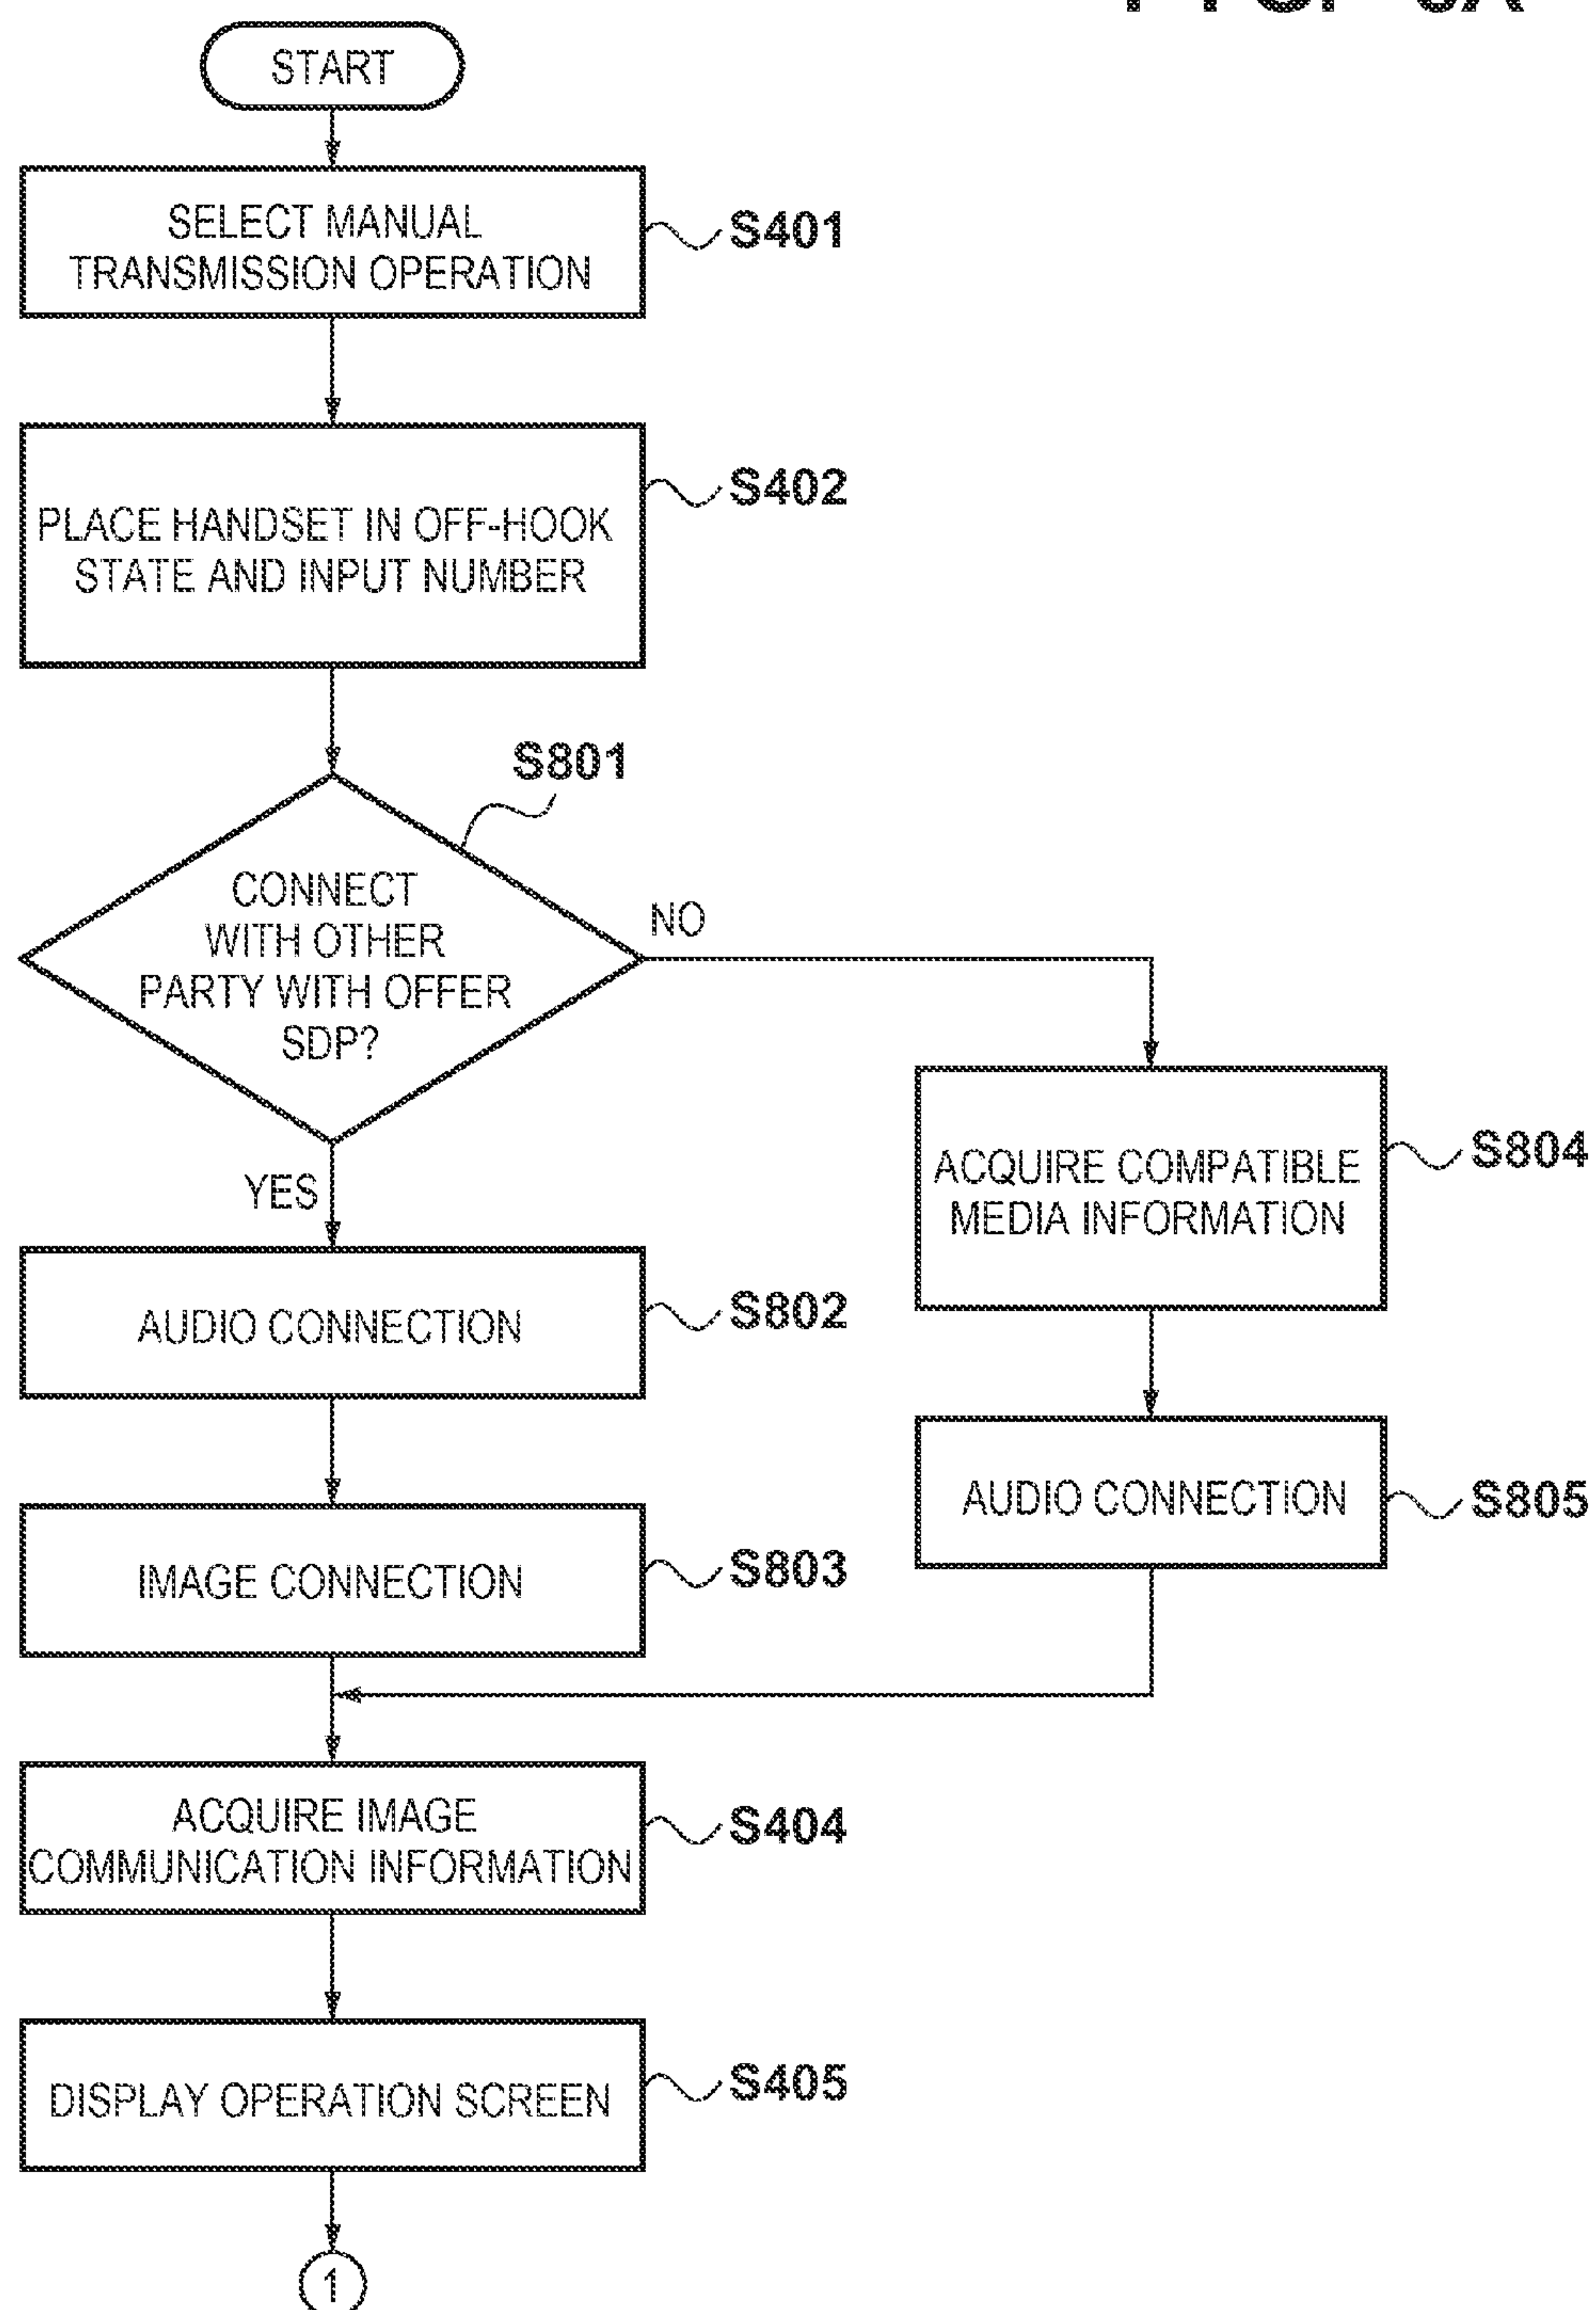 START
SELECT MANUAL
TRANSMISSION OPERATION
S401
PLACE HANDSET IN OFF-HOOK
STATE AND INPUT NUMBER
S402
S801
CONNECT
WITH OTHER
PARTY WITH OFFER
SDP?
NO
YES
ACQUIRE COMPATIBLE
MEDIA INFORMATION
S804
AUDIO CONNECTION
S802
AUDIO CONNECTION
S805
IMAGE CONNECTION
S803
ACQUIRE IMAGE
COMMUNICATION INFORMATION
S404
DISPLAY OPERATION SCREEN
S405
1